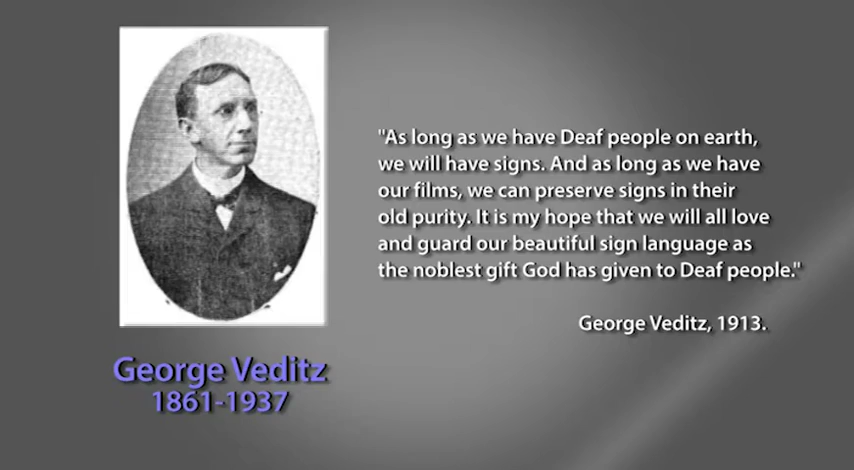 "As long as we have Deaf people on earth,
we will have signs. And as long as we have
our films, we can preserve signs in their
old purity. It is my hope that we will all love
and guard our beautiful sign language as
the noblest gift God has given to Deaf people."
George Veditz, 1913.
George Veditz
1861-1937